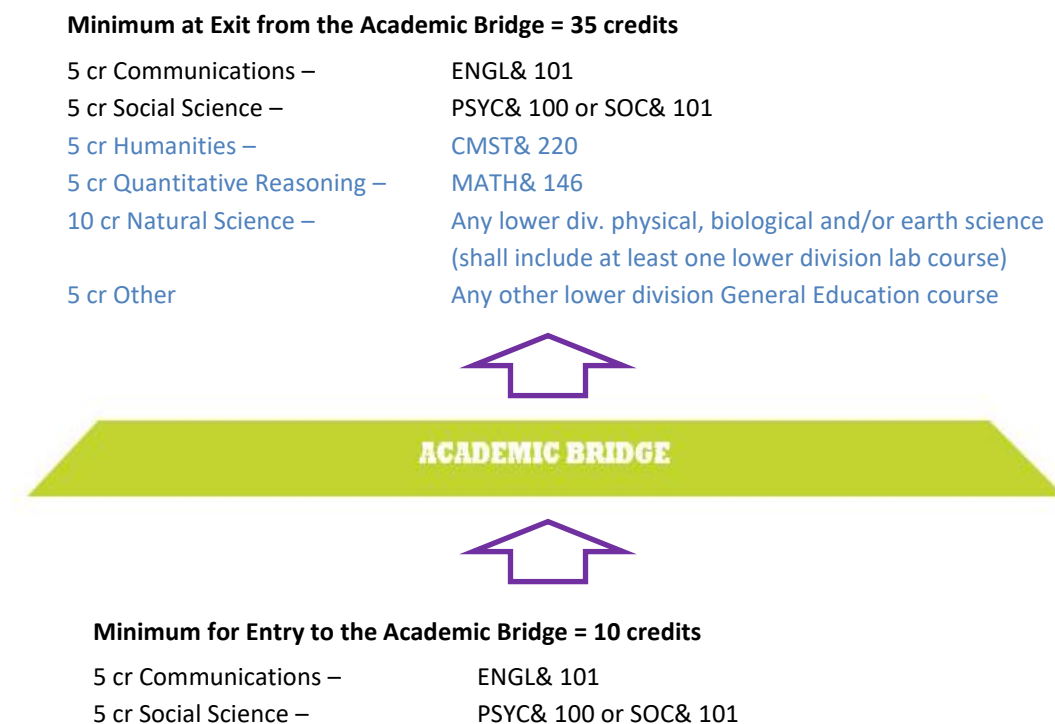 Minimum at Exit from the Academic Bridge = 35 credits
5 cr Communications – ENGL& 101
5 cr Social Science – PSYC& 100 or SOC& 101
5 cr Humanities – CMST& 220
5 cr Quantitative Reasoning – MATH& 146
10 cr Natural Science – Any lower div. physical, biological and/or earth science
(shall include at least one lower division lab course)
5 cr Other Any other lower division General Education course
ACADEMIC BRIDGE
Minimum for Entry to the Academic Bridge = 10 credits
5 cr Communications – ENGL& 101
5 cr Social Science – PSYC& 100 or SOC& 101